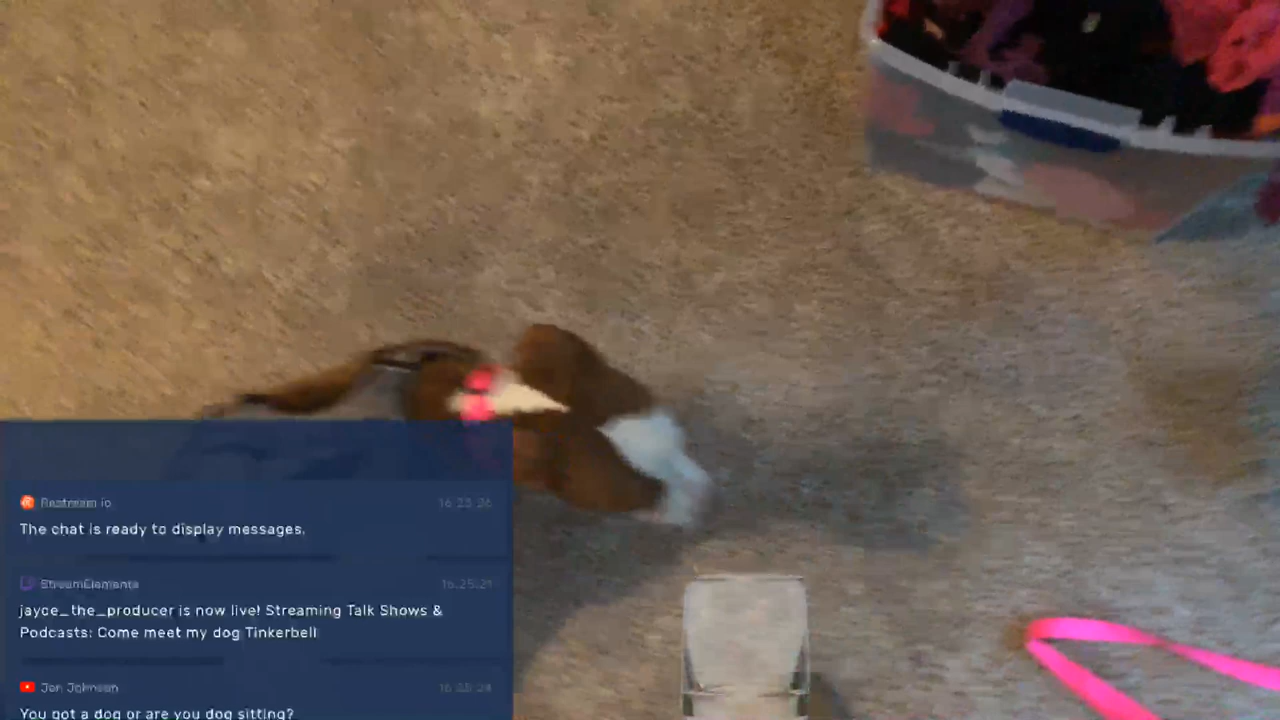 Restream.io 16:23:26
The chat is ready to display messages.
StreamElements 16:25:21
jayce_the_producer is now live! Streaming Talk Shows &
Podcasts: Come meet my dog Tinkerbell
Jen Johnson
You got a dog or are you dog sitting?